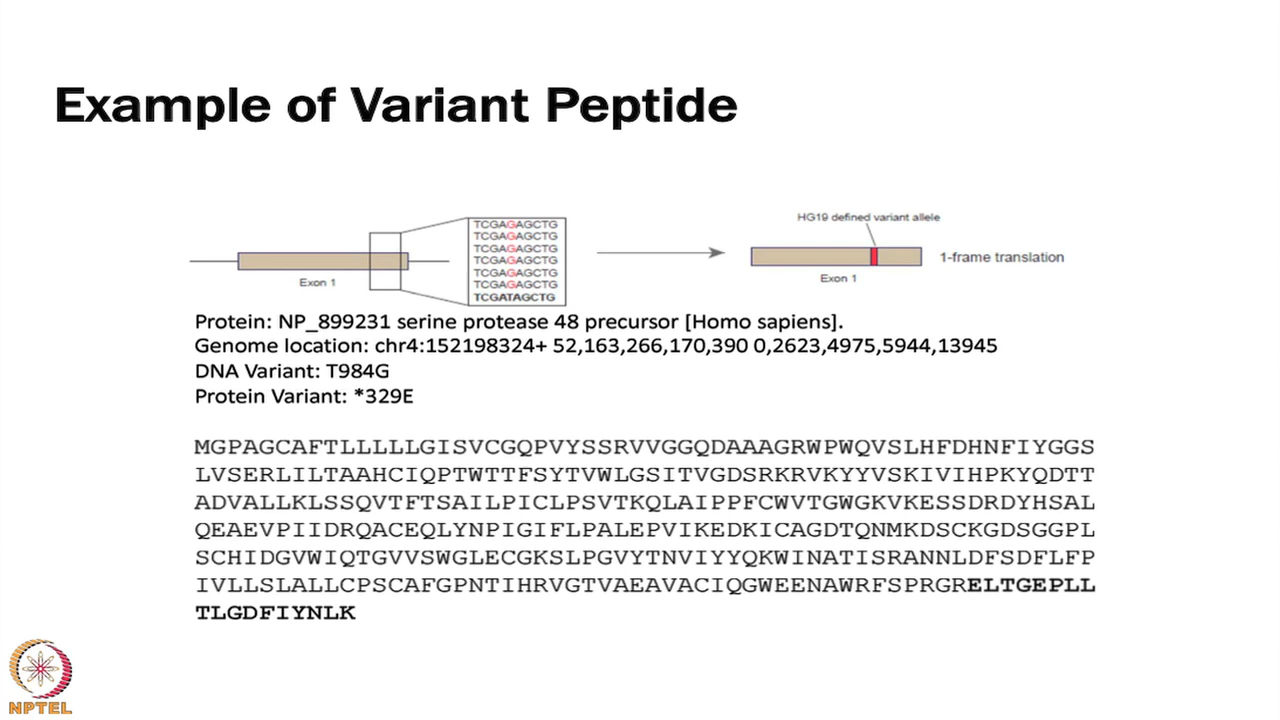 Example of Variant Peptide
HG19 defined variant allele
TCGAGAGCTG
TCGAGAGCTG
TCGAGAGCTG
TCGAGAGCTG
TCGAGAGCTG
TCGAGAGCTG
TCGATAGCTG
Exon 1
Exon 1
1-frame translation
Protein: NP_899231 serine protease 48 precursor [Homo sapiens].
Genome location: chr4:152198324+ 52,163,266,170,390 0,2623,4975,5944,13945
DNA Variant: T984G
Protein Variant: *329E
MGPAGCAFTLLLLLGISVCGQPVYSSRVVGGQDAAAGRWPWQVSLHFDHNFIYGGS
LVSERLILTAAHCIQPTWTTFSYTVWLGSITVGDSRKRVKYYVSKIVIHPKYQDTT
ADVALLKLSSQVTFTSAILPICLPSVTKQLAIPPFCWVTGWGKVKESSDRDYHSAL
QEAEVPIIDRQACEQLYNPIGIFLPALEPVIKEDKICAGDTQNMKDSCKGDSGGPL
SCHIDGVWIQTGVVSWGLECGKSLPGVYTNVIYYQKWINATISRANNLDFSDFLFP
IVLLSLALLCPSCAFGPNTIHRVGTVAEAVACIQGWEENAWRFSPRGRELTGEPLL
TLGDFIYNLK
NPTEL